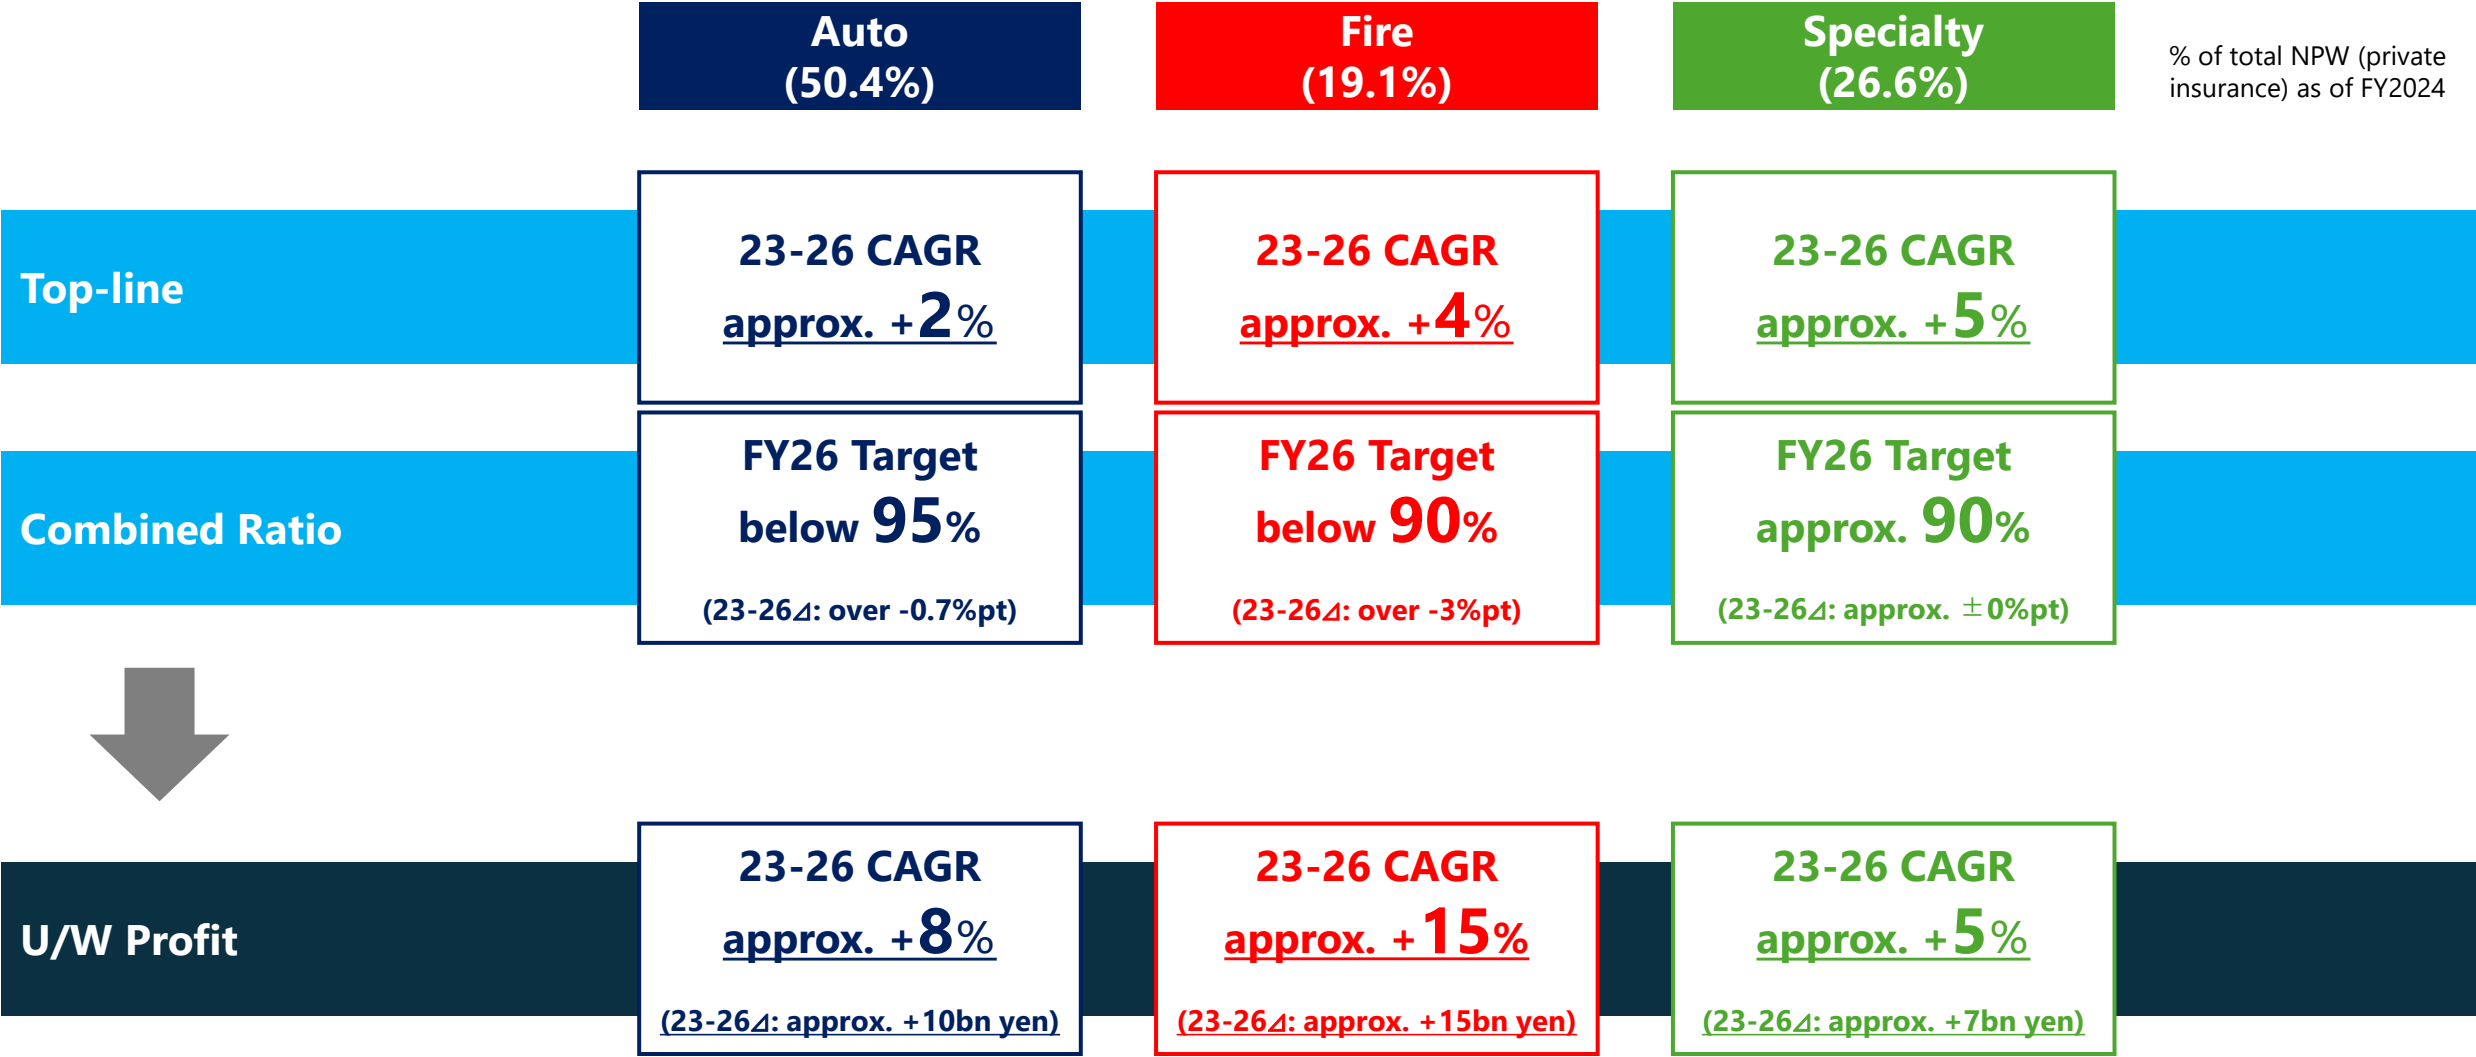 Auto
(50.4%)
Fire
(19.1%)
Specialty
(26.6%)
% of total NPW (private
insurance) as of FY2024
Top-line
23-26 CAGR
approx. +2%
23-26 CAGR
approx. +4%
23-26 CAGR
approx. +5%
Combined Ratio
FY26 Target
below 95%
(23-26⊿: over -0.7%pt)
FY26 Target
below 90%
(23-26⊿: over -3%pt)
FY26 Target
approx. 90%
(23-26⊿: approx. ±0%pt)
U/W Profit
23-26 CAGR
approx. +8%
(23-26⊿: approx. +10bn yen)
23-26 CAGR
approx. +15%
(23-26⊿: approx. +15bn yen)
23-26 CAGR
approx. +5%
(23-26⊿: approx. +7bn yen)